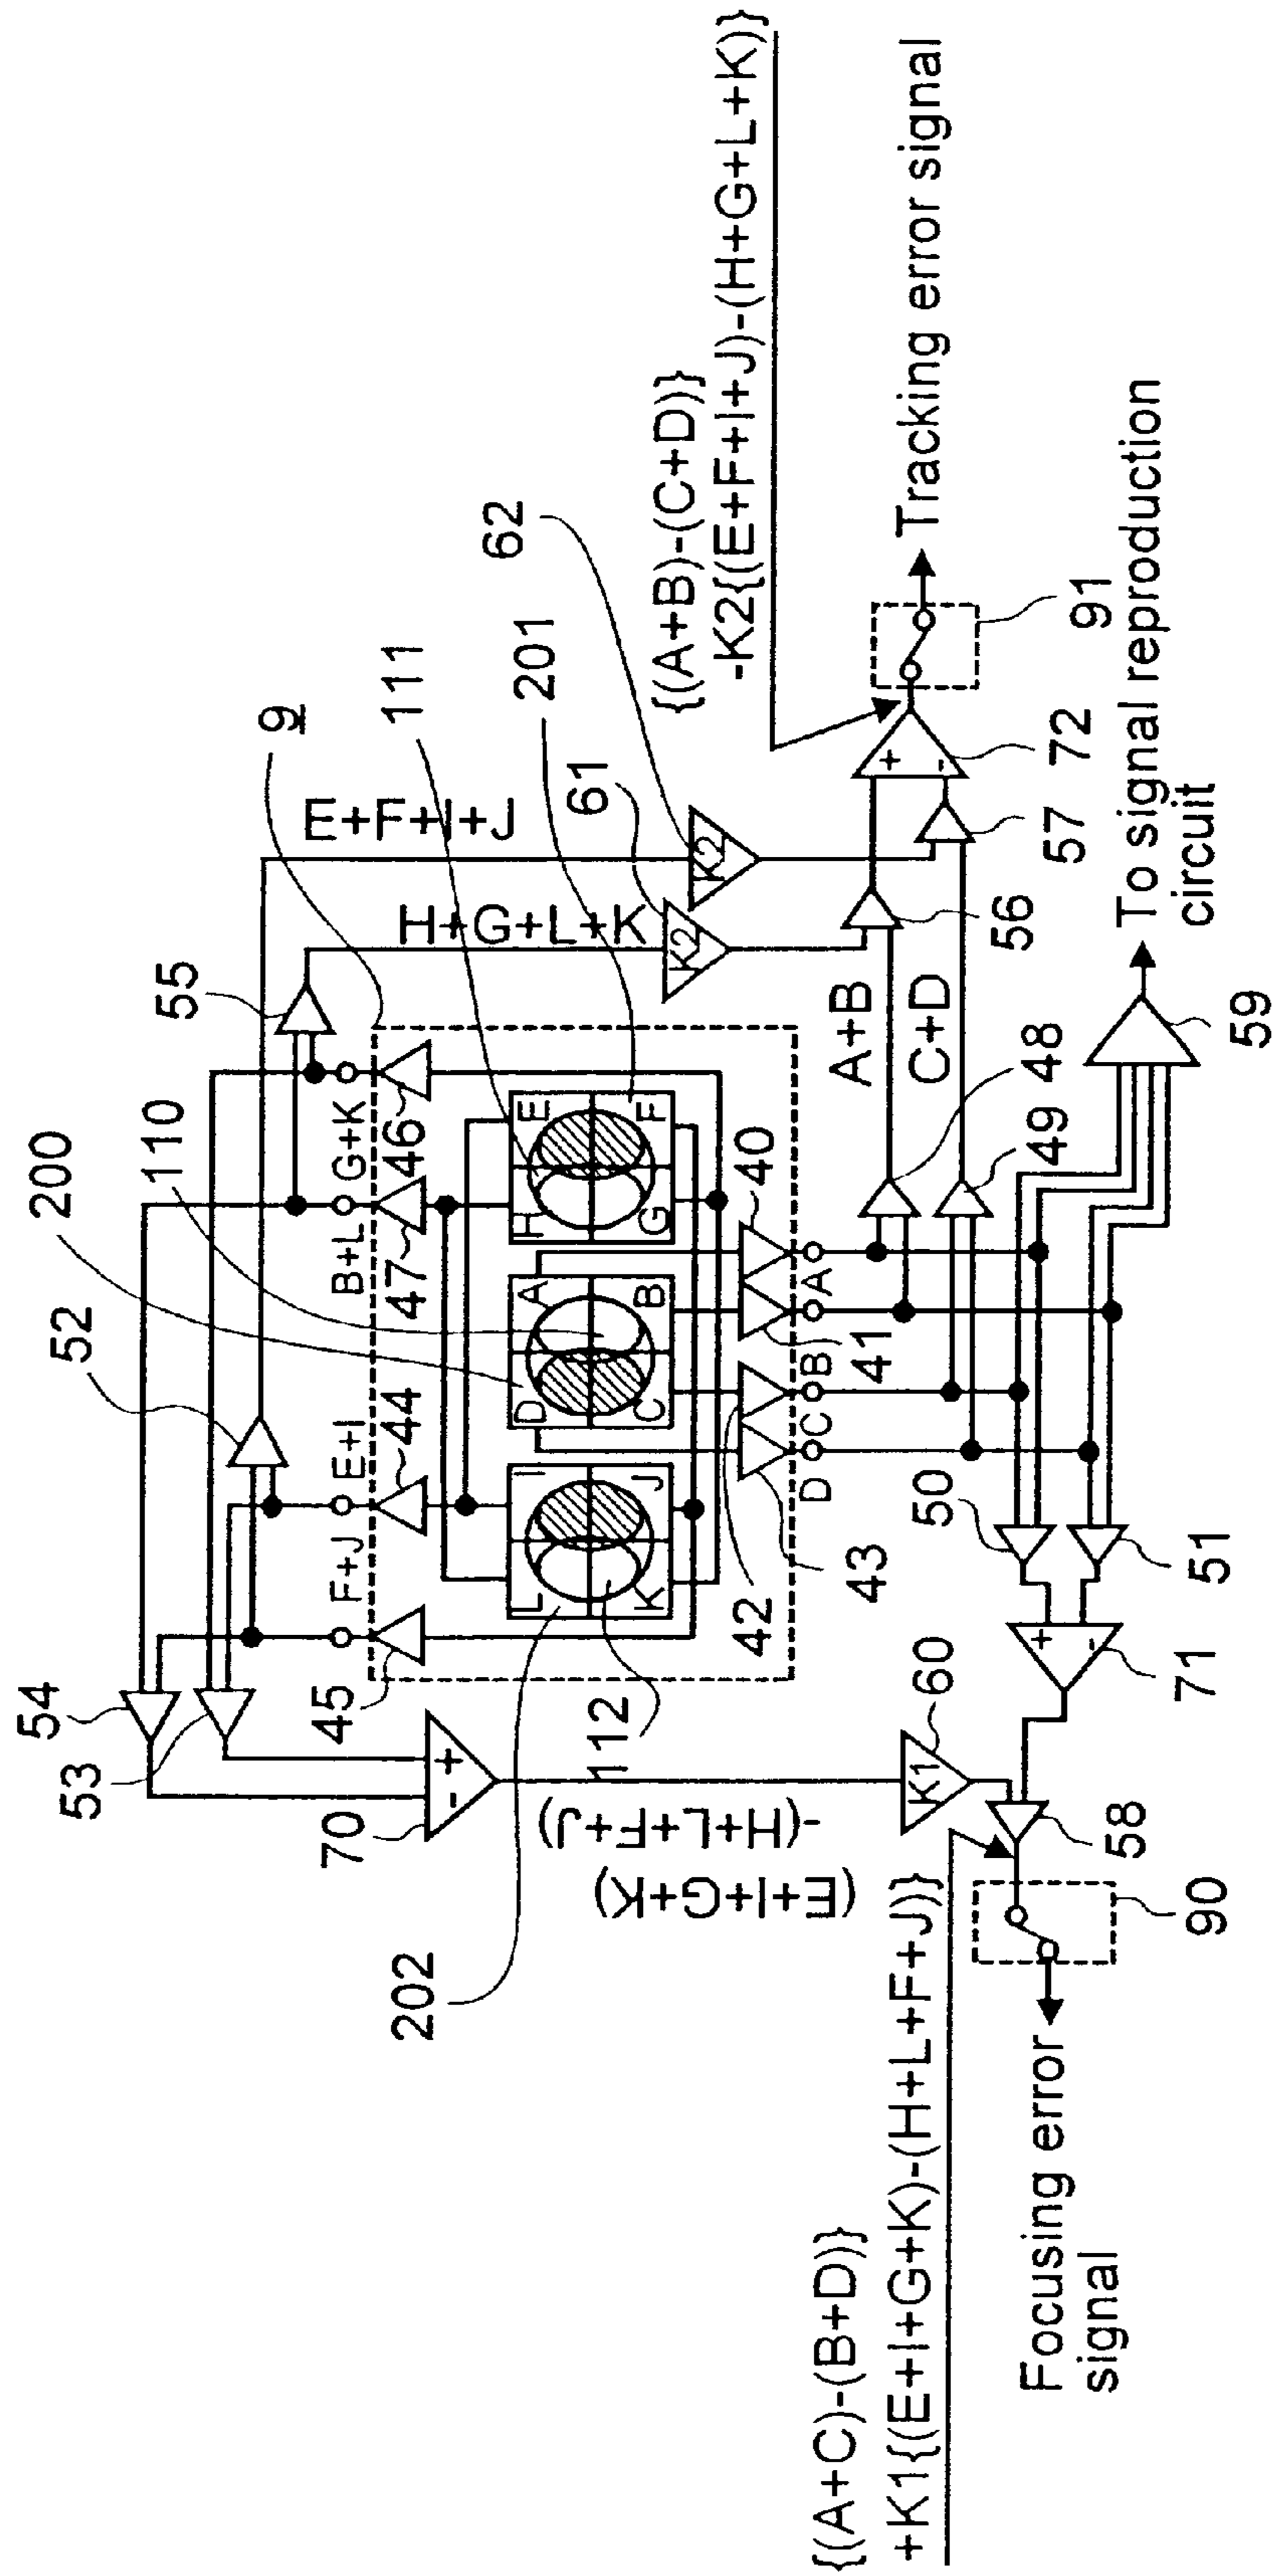 54
52
200
53
110
55
9
70
45
F+J
E+I
B+L
G+K
E+F+I+J
202
44
47
46
111
H+G+L+K
62
201
61
L
I
D
A
H
E
K
J
C
B
G
F
112
(E+I+G+K)
-(H+L+F+J)
- +
K2
K2
42
40
{(A+B)-(C+D)}
-K2{(E+F+I+J)-(H+G+L+K)}
43
41
D
C
B
A
A+B
C+D
{(A+C)-(B+D)}
+K1{(E+I+G+K)-(H+L+F+J)}
60
K1
50
48
56
+
-
Tracking error signal
49
57
72
91
Focusing error
signal
90
58
+
-
71
51
59
To signal reproduction
circuit